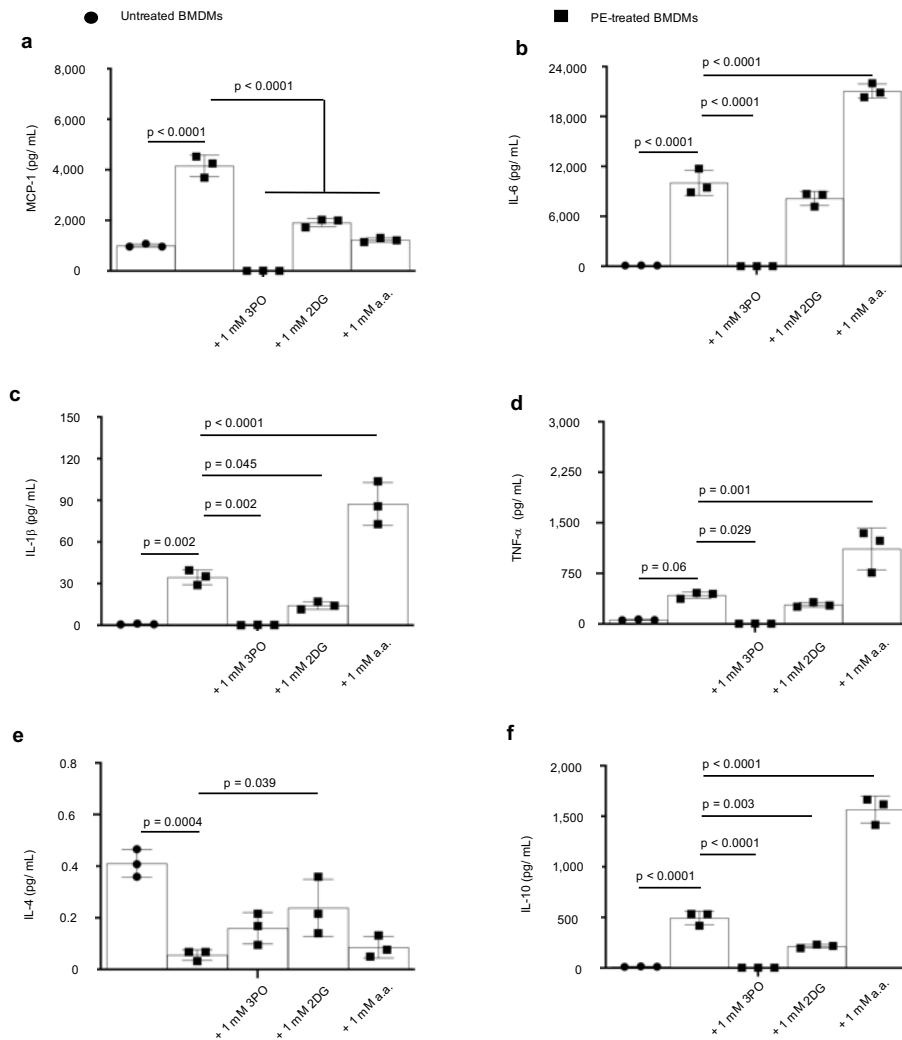 Untreated BMDMs
PE-treated BMDMs
a
8,000
6,000
4,000
2,000
0
MCP-1 (pg/ mL)
p < 0.0001
p < 0.0001
+ 1 mM 3PO
+ 1 mM 2DG
+ 1 mM a.a.
b
24,000
18,000
12,000
6,000
0
IL-6 (pg/ mL)
p < 0.0001
p < 0.0001
p < 0.0001
+ 1 mM 3PO
+ 1 mM 2DG
+ 1 mM a.a.
c
150
120
90
60
30
0
IL-1β (pg/ mL)
p < 0.0001
p = 0.045
p = 0.002
p = 0.002
+ 1 mM 3PO
+ 1 mM 2DG
+ 1 mM a.a.
d
3,000
2,250
1,500
750
0
TNF-α (pg/ mL)
p = 0.001
p = 0.029
p = 0.06
+ 1 mM 3PO
+ 1 mM 2DG
+ 1 mM a.a.
e
0.8
0.6
0.4
0.2
0
IL-4 (pg/ mL)
p = 0.039
p = 0.0004
+ 1 mM 3PO
+ 1 mM 2DG
+ 1 mM a.a.
f
2,000
1,500
1,000
500
0
IL-10 (pg/ mL)
p < 0.0001
p = 0.003
p < 0.0001
p < 0.0001
+ 1 mM 3PO
+ 1 mM 2DG
+ 1 mM a.a.